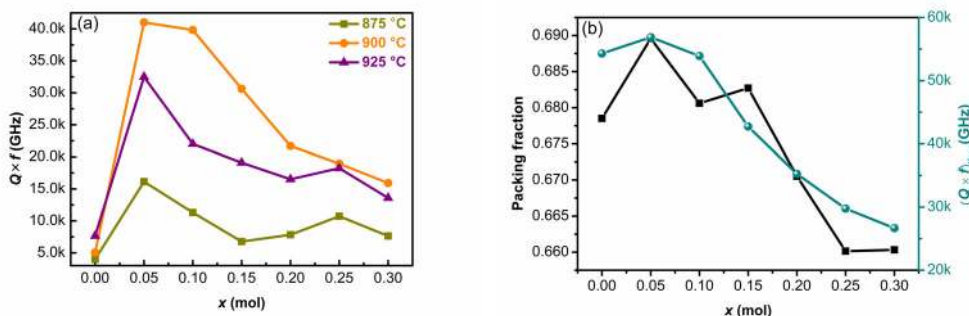 (a)
875 °C
900 °C
925 °C
40.0k
35.0k
30.0k
25.0k
20.0k
15.0k
10.0k
5.0k
Q × f (GHz)
0.00 0.05 0.10 0.15 0.20 0.25 0.30
x (mol)
(b)
0.690
0.685
0.680
0.675
0.670
0.665
0.660
Packing fraction
60k
50k
40k
30k
20k
(Q × f) (GHz)
0.00 0.05 0.10 0.15 0.20 0.25 0.30
x (mol)